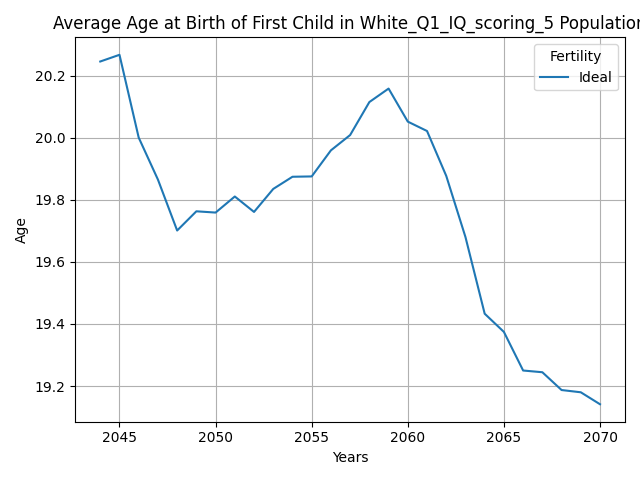 Average Age at Birth of First Child in White_Q1_IQ_scoring_5 Population
Fertility
Ideal
20.2
20.0
19.8
19.6
19.4
19.2
Age
2045 2050 2055 2060 2065 2070
Years